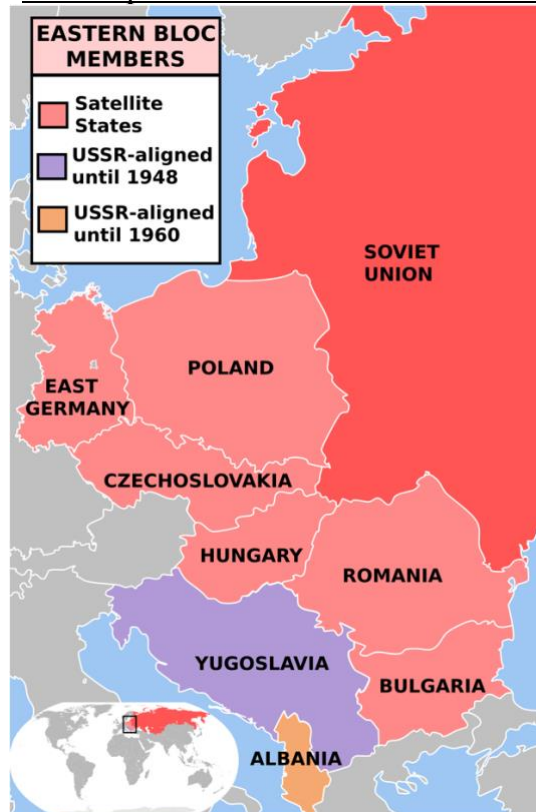 EASTERN BLOC
MEMBERS
Satellite
States
USSR-aligned
until 1948
USSR-aligned
until 1960
SOVIET
UNION
POLAND
EAST
GERMANY
CZECHOSLOVAKIA
HUNGARY
ROMANIA
YUGOSLAVIA
BULGARIA
ALBANIA